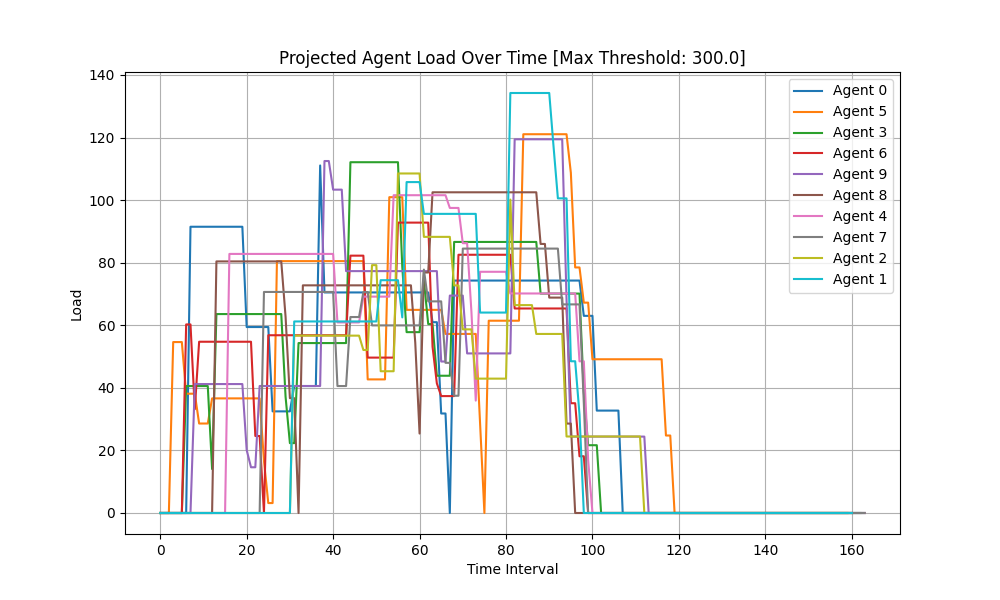 Projected Agent Load Over Time [Max Threshold: 300.0]
140
120
100
80
60
40
20
0
Load
0 20 40 60 80 100 120 140 160
Time Interval
Agent 0
Agent 5
Agent 3
Agent 6
Agent 9
Agent 8
Agent 4
Agent 7
Agent 2
Agent 1